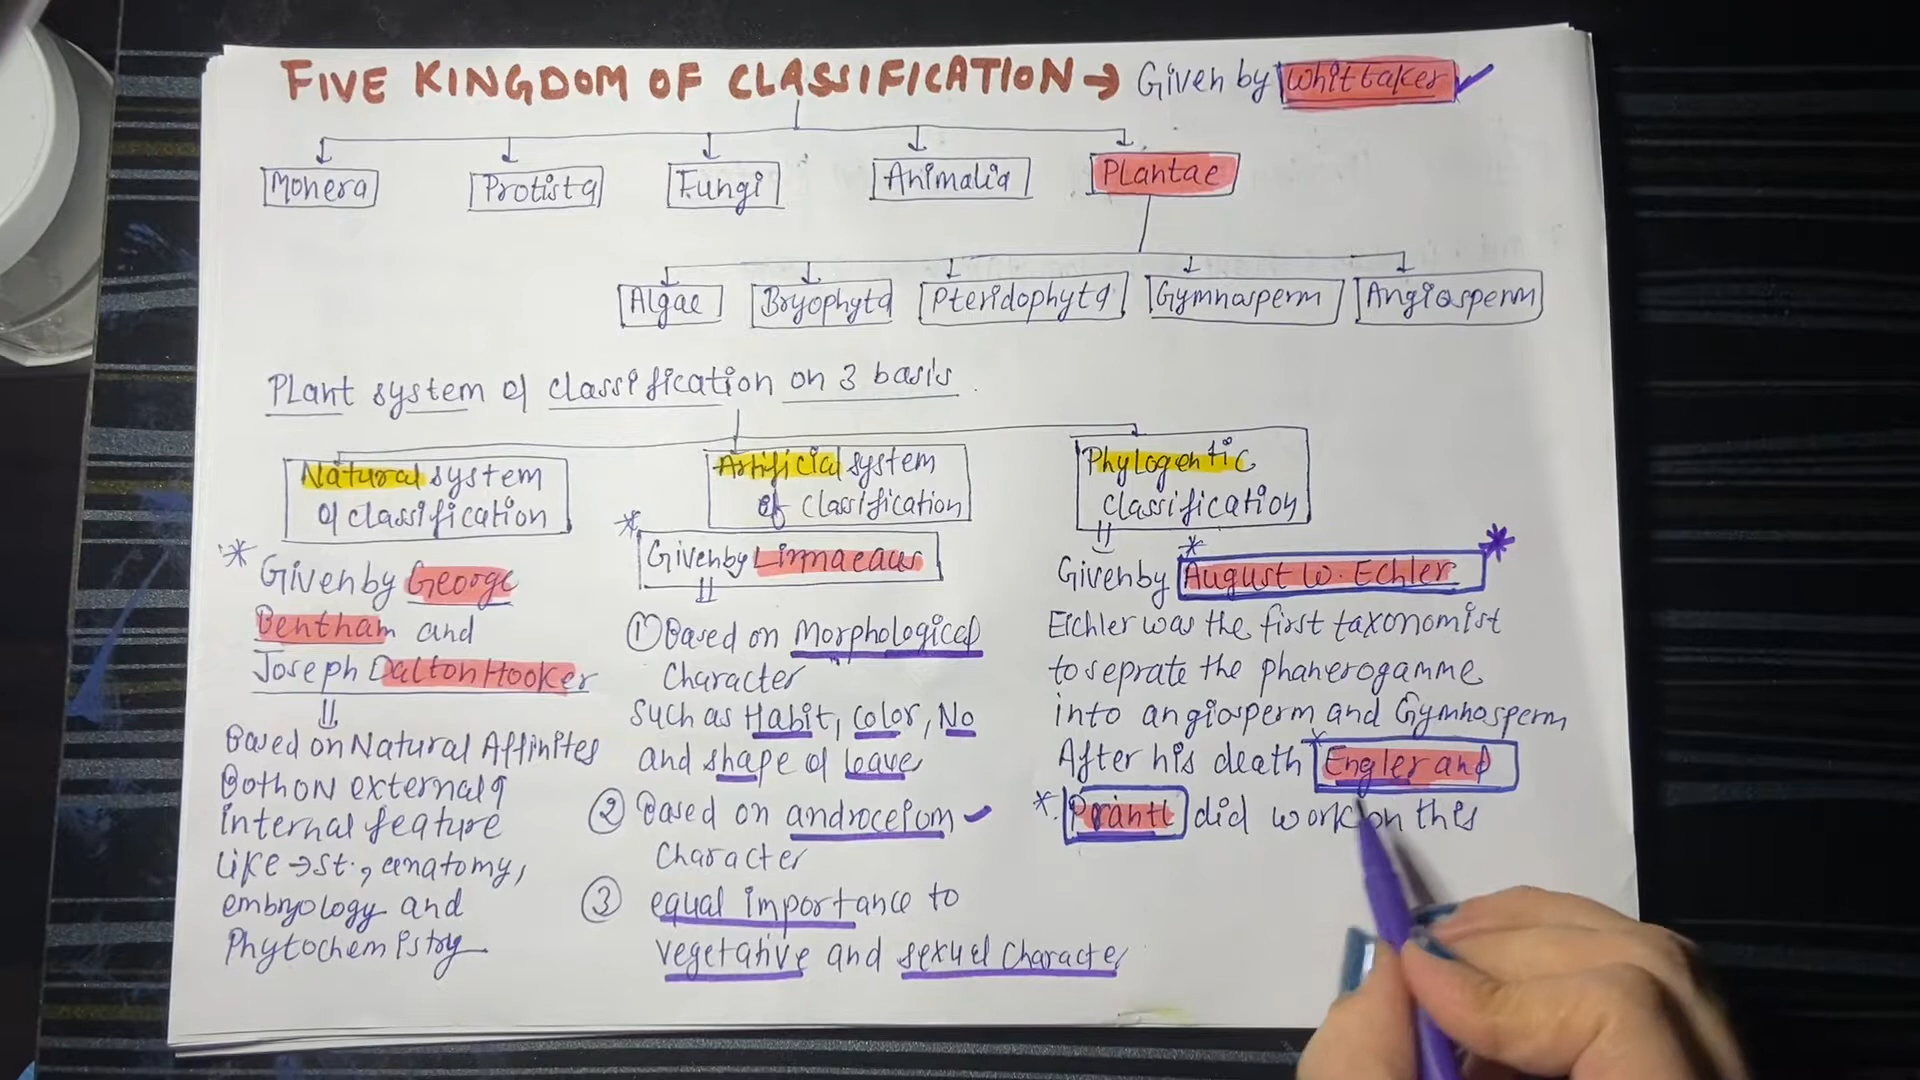 FIVE KINGDOM OF CLASSIFICATION → Given by Whittaker
Monera Protista Fungi Animalia Plantae
Algae Bryophyta Pteridophyta Gymnosperm Angiosperm
Plant system of classification on 3 basis.
Natural system
of classification
* Given by George
Bentham and
Joseph Dalton Hooker
Based on Natural Affinites
Both on external &
internal feature
Like → st., anatomy,
embryology and
Phytochemistry
Artificial system
of classification
* Given by Linnaeaus
① Based on Morphological
Character
Such as Habit, color, No
and shape of leave
② Based on androceiom
Character
③ equal importance to
vegetative and sexuel Character
Phylogentic
classification
Given by * August W. Echler *
Eichler was the first taxonomist
to seprate the phanerogamme
into angiosperm and Gymnosperm
After his death * Engler and
* Prantl did work on this